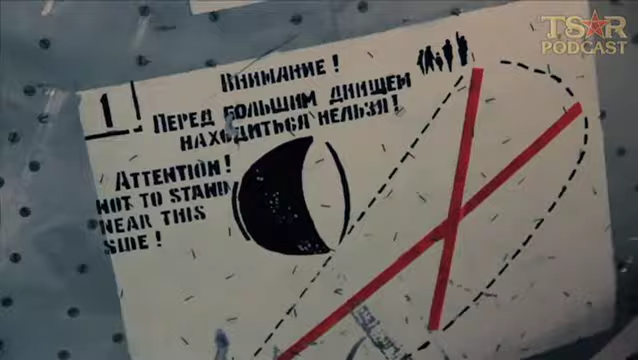 TSAR
PODCAST
1
Внимание!
Перед большим днищем
находиться нельзя!
Attention!
Not to stand
near this
side!